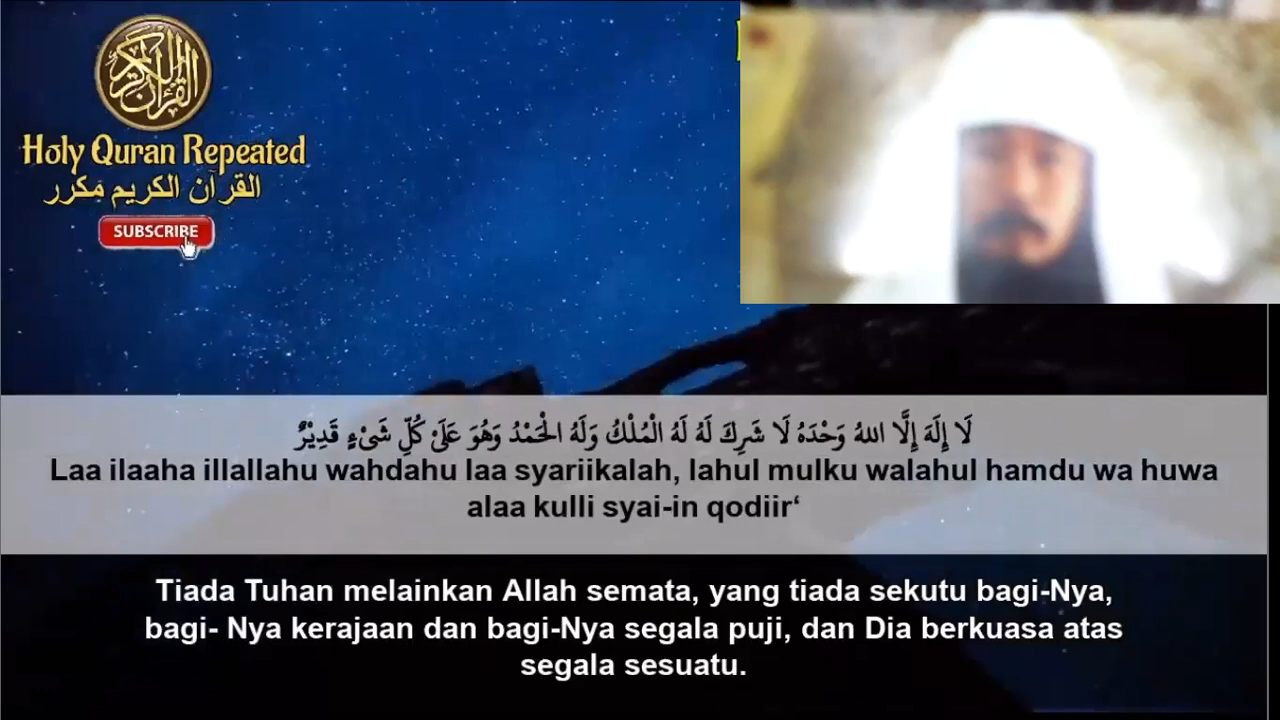 القرآن الكريم
Holy Quran Repeated
القرآن الكريم مكرر
SUBSCRIBE
لَا إِلَهَ إِلَّا اللهُ وَحْدَهُ لَا شَرِكَ لَهُ لَهُ الْمُلْكُ وَلَهُ الْحَمْدُ وَهُوَ عَلَىْ كُلِّ شَىْءٍ قَدِيْرٌ
Laa ilaaha illallahu wahdahu laa syariikalah, lahul mulku walahul hamdu wa huwa
alaa kulli syai-in qodiir‘
Tiada Tuhan melainkan Allah semata, yang tiada sekutu bagi-Nya,
bagi- Nya kerajaan dan bagi-Nya segala puji, dan Dia berkuasa atas
segala sesuatu.